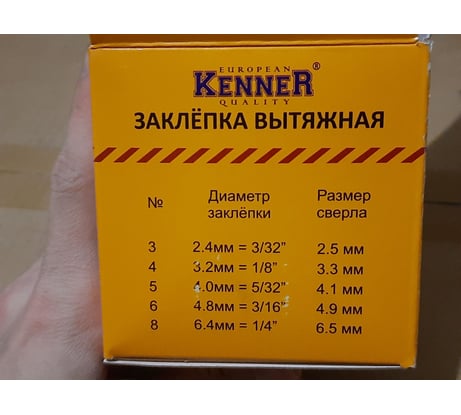 EUROPEAN
KENNER®
QUALITY
ЗАКЛЁПКА ВЫТЯЖНАЯ
№ Диаметр заклёпки Размер сверла
3 2.4мм = 3/32” 2.5 мм
4 3.2мм = 1/8” 3.3 мм
5 4.0мм = 5/32” 4.1 мм
6 4.8мм = 3/16” 4.9 мм
8 6.4мм = 1/4” 6.5 мм